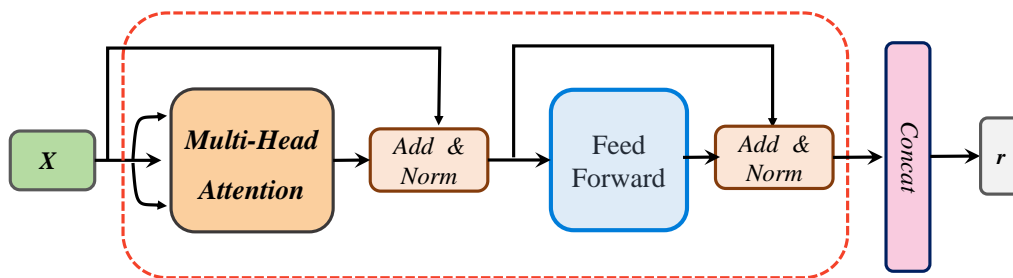 X
Multi-Head
Attention
Add &
Norm
Feed
Forward
Add &
Norm
Concat
r